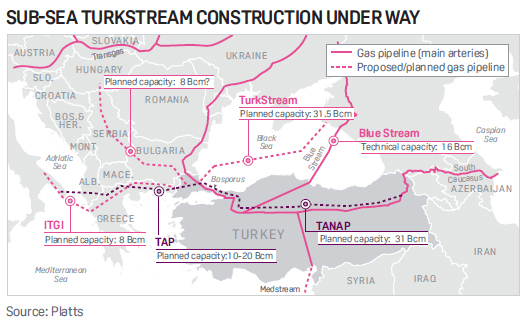 SUB-SEA TURKSTREAM CONSTRUCTION UNDER WAY
SLOVAKIA
AUSTRIA
Transgas
UKRAINE
Gas pipeline (main arteries)
Proposed/planned gas pipeline
HUNGARY
SLO.
Planned capacity: 8 Bcm?
CROATIA
ROMANIA
TurkStream
Planned capacity: 31.5 Bcm
BOS.&
HER.
SERBIA
Black
Sea
Blue Stream
Technical capacity: 16 Bcm
Caspian
Sea
MONT
BULGARIA
Blue
Stream
Adriatic
Sea
MACE.
ALB.
Bosporus
South
Caucasus
AZERBAIJAN
GREECE
ITGI
Planned capacity: 8 Bcm
TAP
Planned capacity:10-20 Bcm
TURKEY
TANAP
Planned capacity: 31 Bcm
IRAN
Mediterranean
Sea
Medstream
SYRIA
IRAQ
Source: Platts